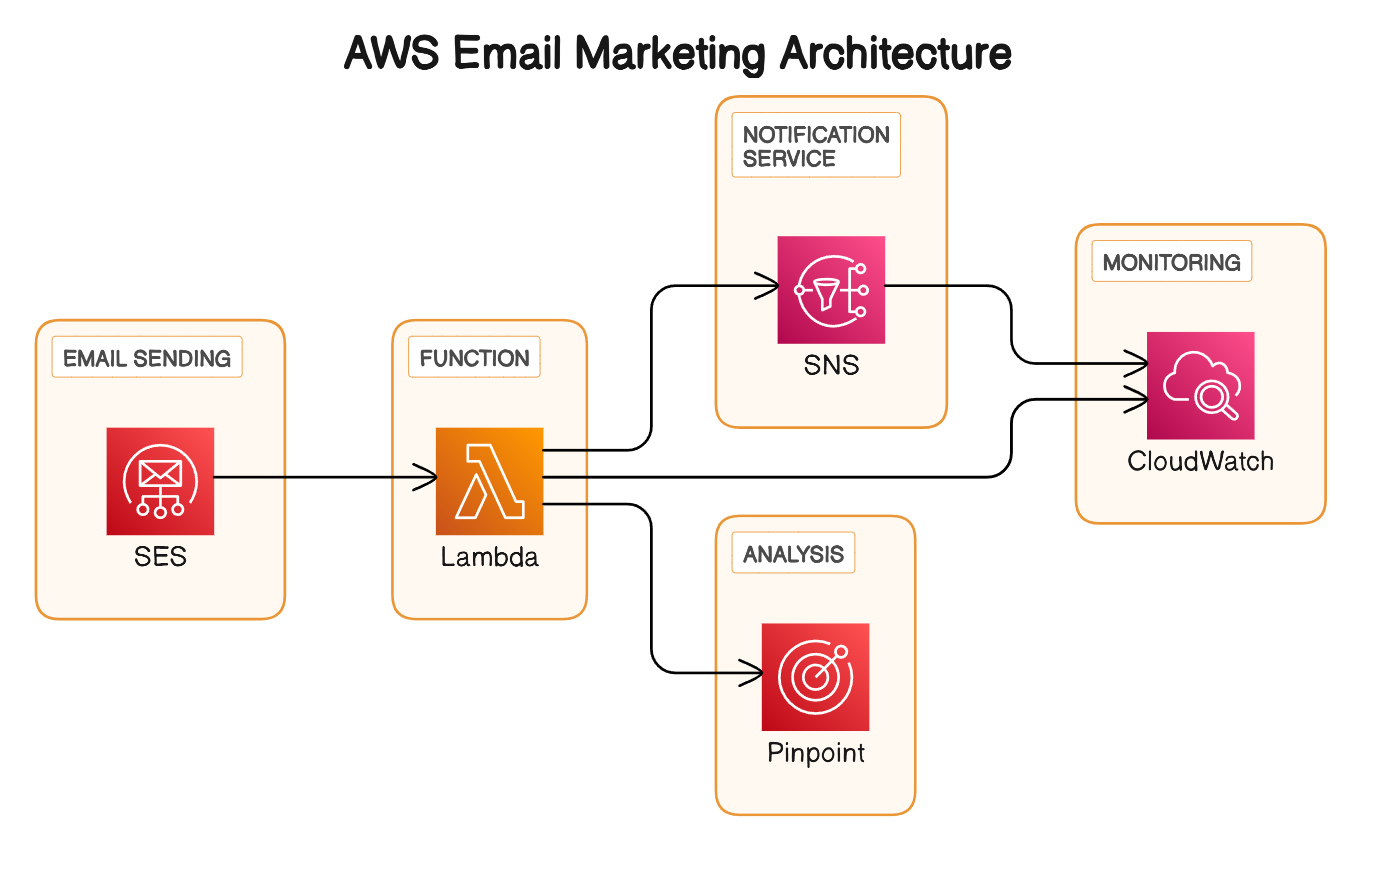 AWS Email Marketing Architecture
NOTIFICATION
SERVICE
SNS
MONITORING
CloudWatch
EMAIL SENDING
SES
FUNCTION
Lambda
ANALYSIS
Pinpoint